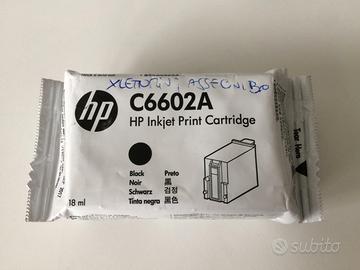 hp
C6602A
HP Inkjet Print Cartridge
Black Preto
Noir 黑
Schwarz 검정
Tinta negra 黑色
18 ml
Tear Here
subito